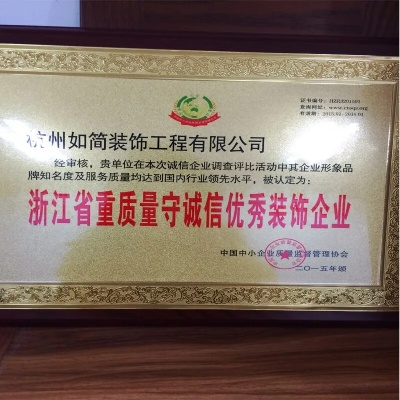 杭州如简装饰工程有限公司
经审核，贵单位在本次诚信企业调查评比活动中其企业形象品
牌知名度及服务质量均达到国内行业领先水平，被认定为：
浙江省重质量守诚信优秀装饰企业
中国中小企业质量监督管理协会
二〇一五年颁